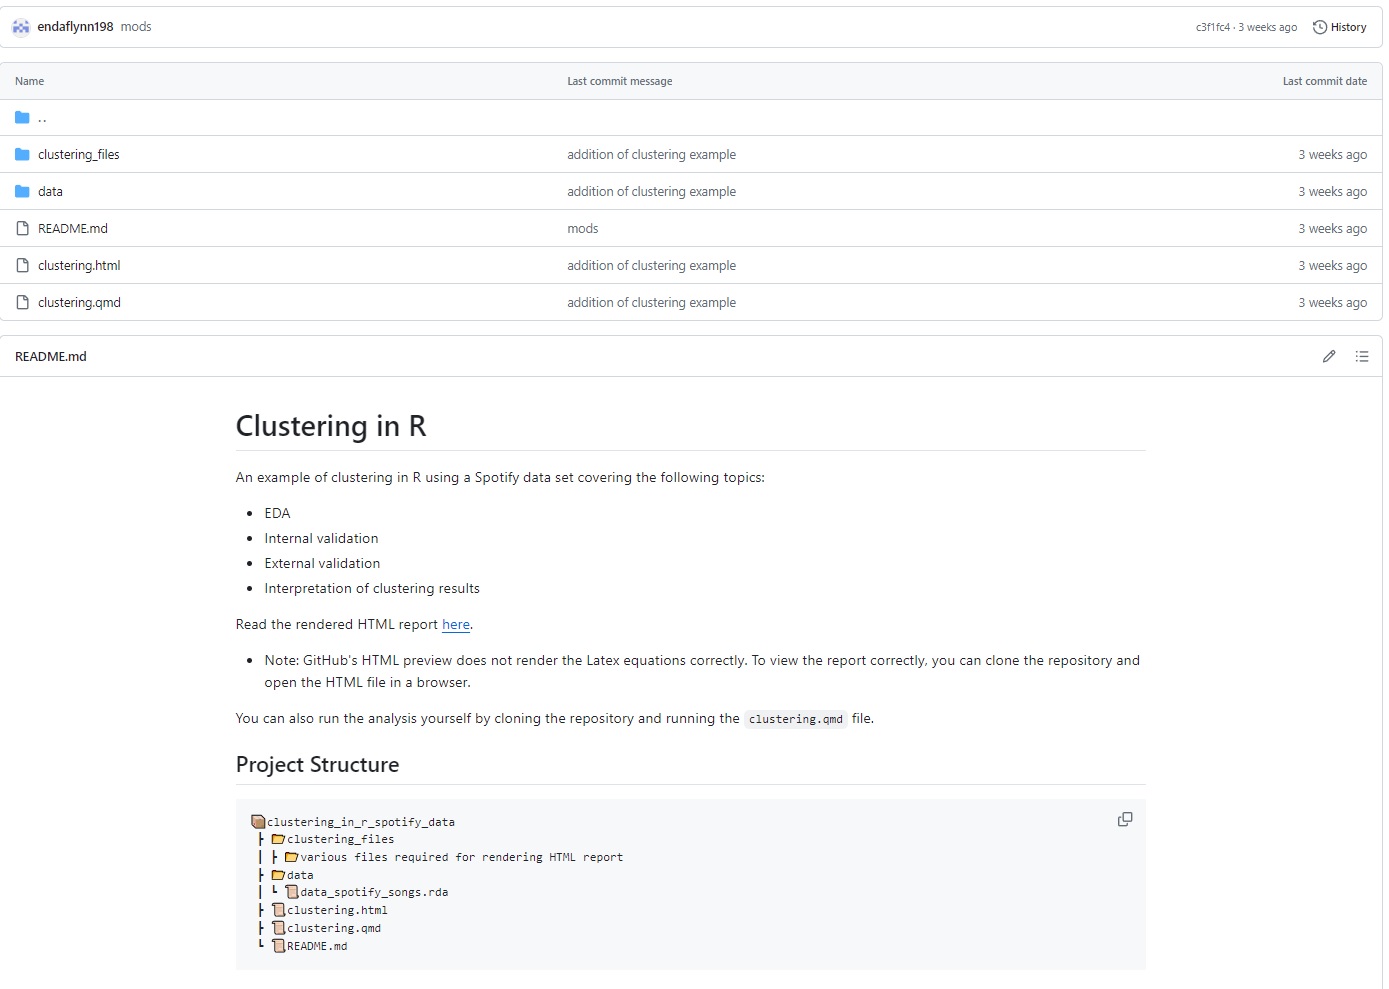 endaflynn198 mods c3f1fc4 · 3 weeks ago History
Name Last commit message Last commit date
..
clustering_files addition of clustering example 3 weeks ago
data addition of clustering example 3 weeks ago
README.md mods 3 weeks ago
clustering.html addition of clustering example 3 weeks ago
clustering.qmd addition of clustering example 3 weeks ago
README.md
Clustering in R
An example of clustering in R using a Spotify data set covering the following topics:
EDA
Internal validation
External validation
Interpretation of clustering results
Read the rendered HTML report here.
Note: GitHub's HTML preview does not render the Latex equations correctly. To view the report correctly, you can clone the repository and
open the HTML file in a browser.
You can also run the analysis yourself by cloning the repository and running the clustering.qmd file.
Project Structure
clustering_in_r_spotify_data
clustering_files
various files required for rendering HTML report
data
data_spotify_songs.rda
clustering.html
clustering.qmd
README.md